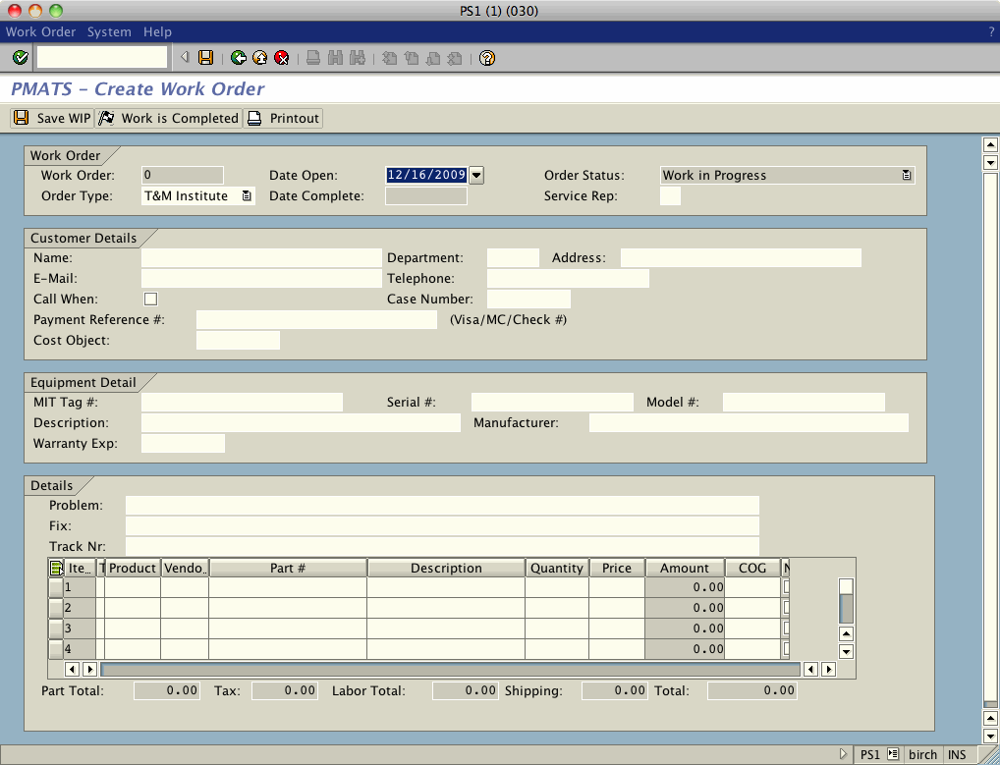 PS1 (1) (030)
Work Order System Help ?
PMATS – Create Work Order
Save WIP Work is Completed Printout
Work Order
Work Order: 0 Date Open: 12/16/2009 Order Status: Work in Progress
Order Type: T&M Institute Date Complete: Service Rep:
Customer Details
Name: Department: Address:
E-Mail: Telephone:
Call When: Case Number:
Payment Reference #: (Visa/MC/Check #)
Cost Object:
Equipment Detail
MIT Tag #: Serial #: Model #:
Description: Manufacturer:
Warranty Exp:
Details
Problem:
Fix:
Track Nr:
Ite... T Product Vendo.. Part # Description Quantity Price Amount COG N
1 0.00
2 0.00
3 0.00
4 0.00
Part Total: 0.00 Tax: 0.00 Labor Total: 0.00 Shipping: 0.00 Total: 0.00
PS1 birch INS